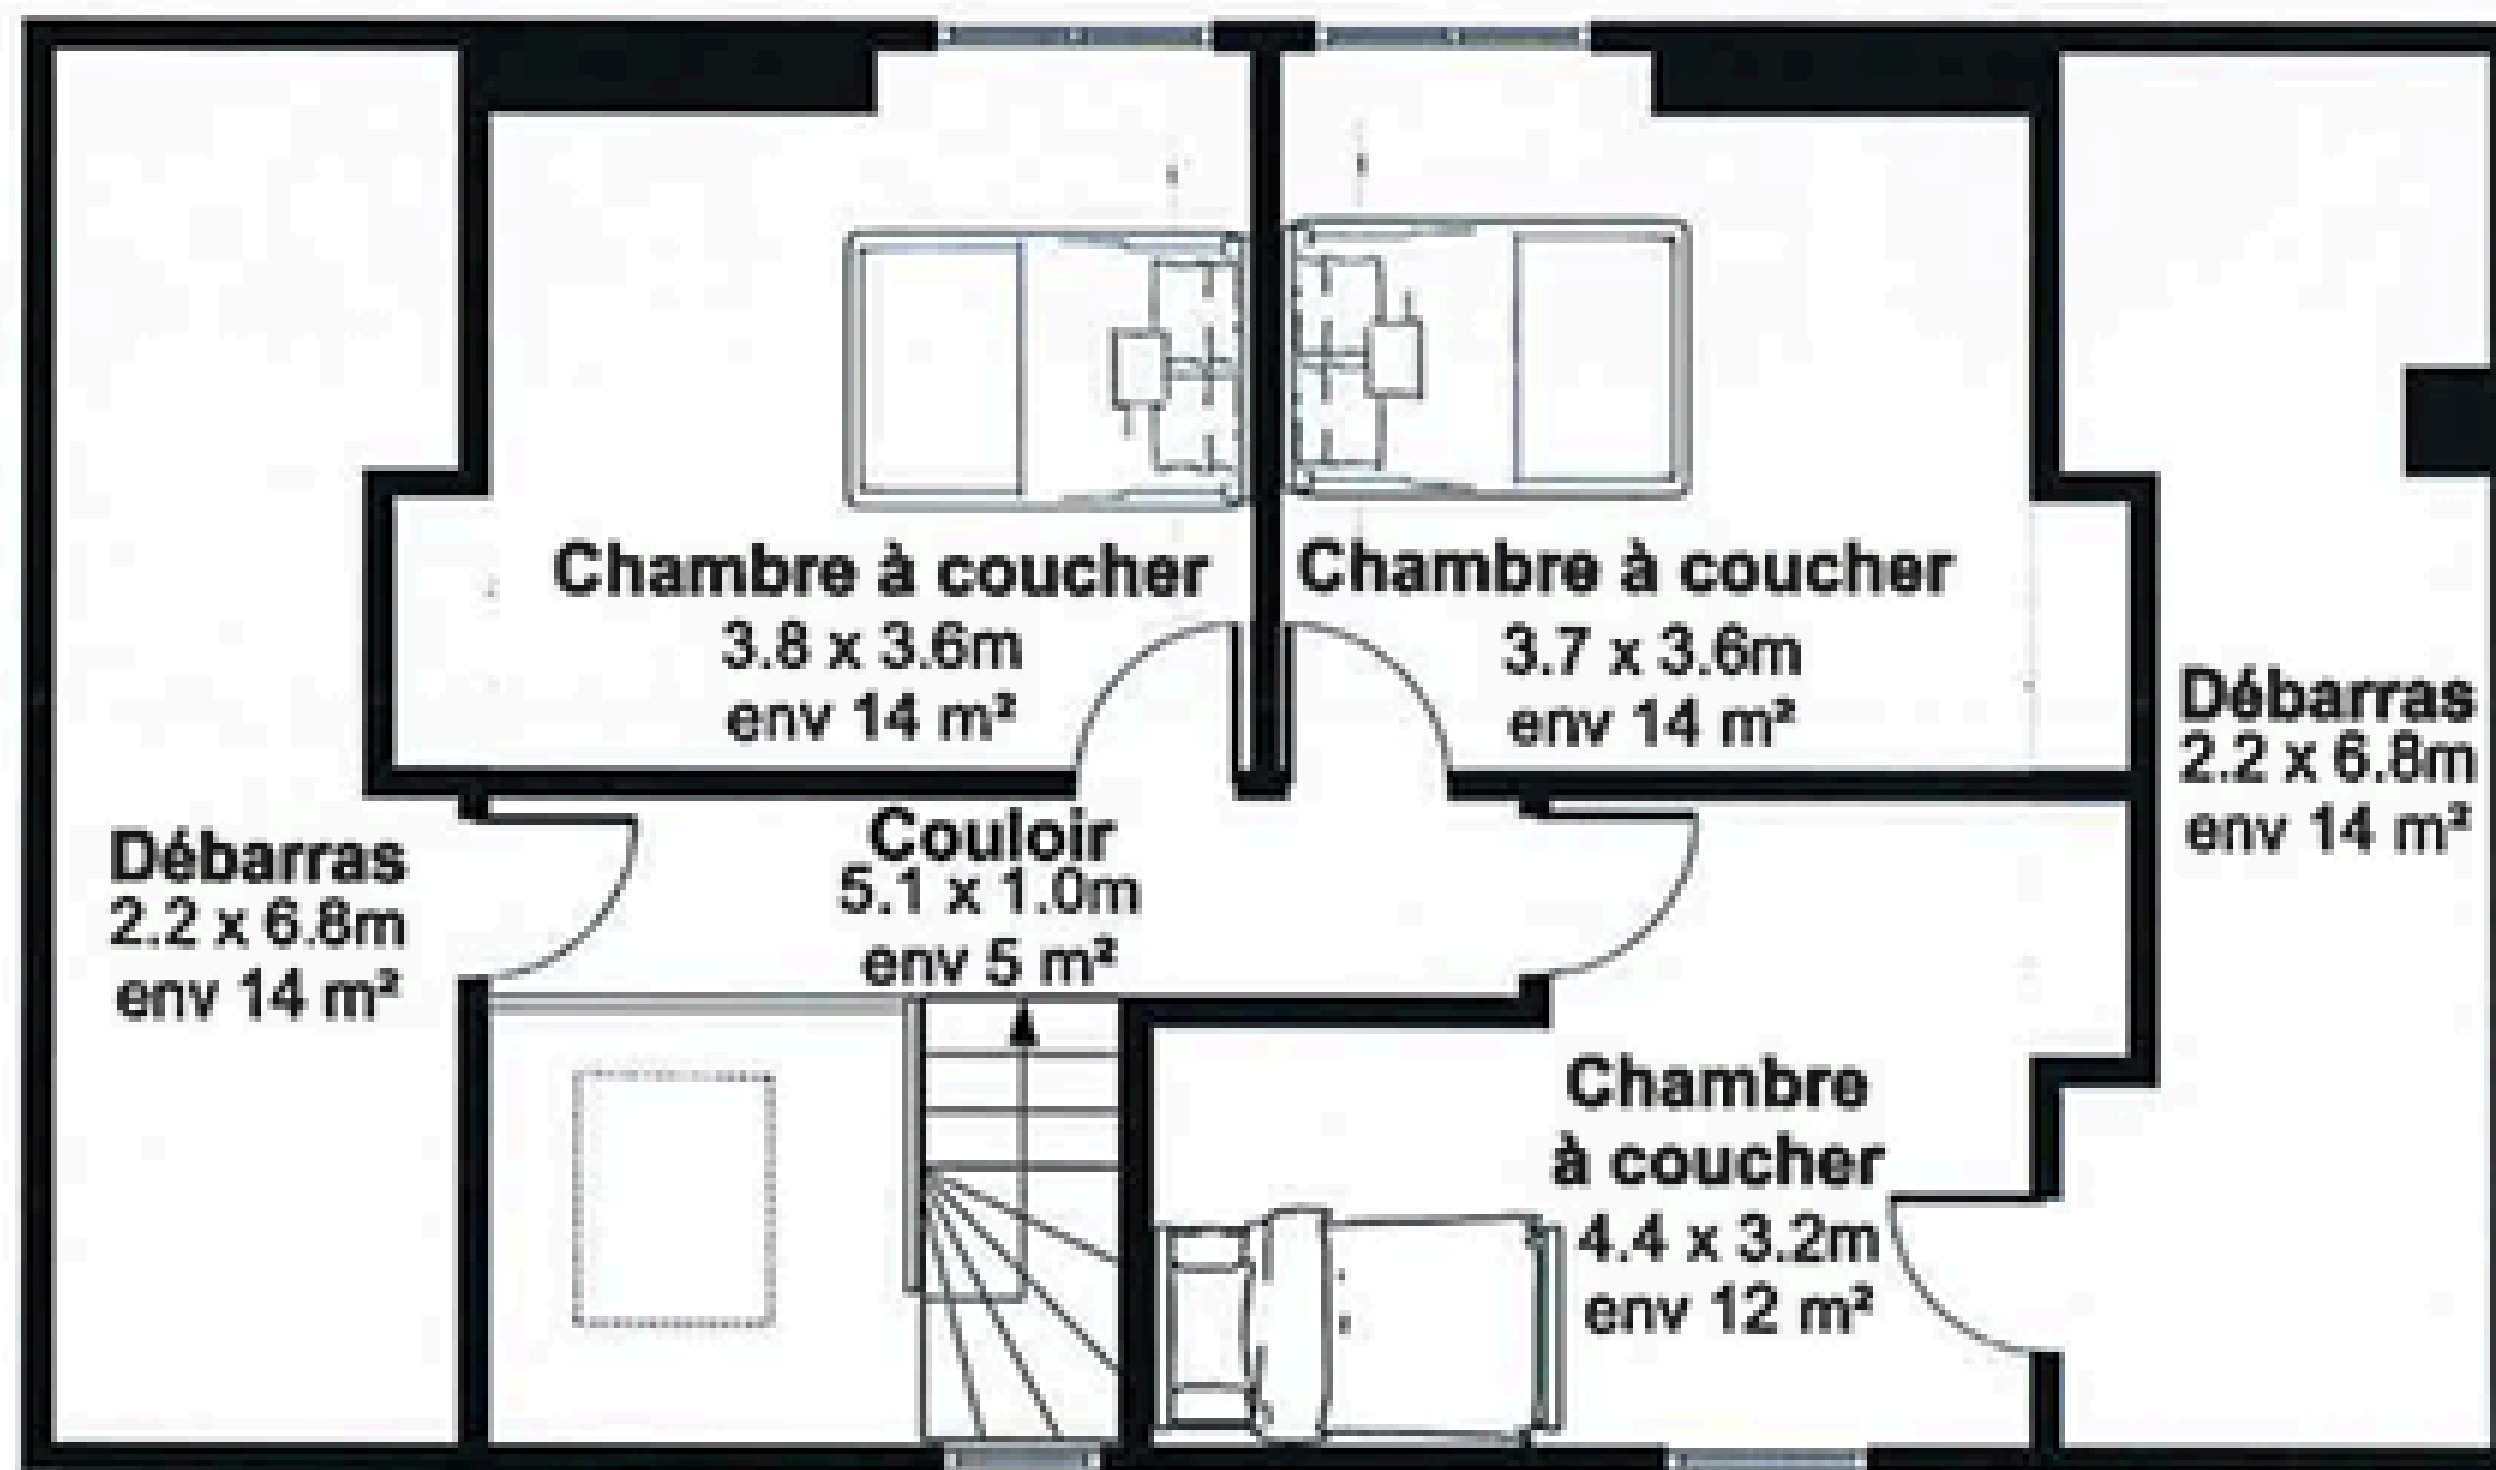 Chambre à coucher
3.8 x 3.6m
env 14 m²
Chambre à coucher
3.7 x 3.6m
env 14 m²
Débarras
2.2 x 6.8m
env 14 m²
Débarras
2.2 x 6.8m
env 14 m²
Couloir
5.1 x 1.0m
env 5 m²
Chambre
à coucher
4.4 x 3.2m
env 12 m²